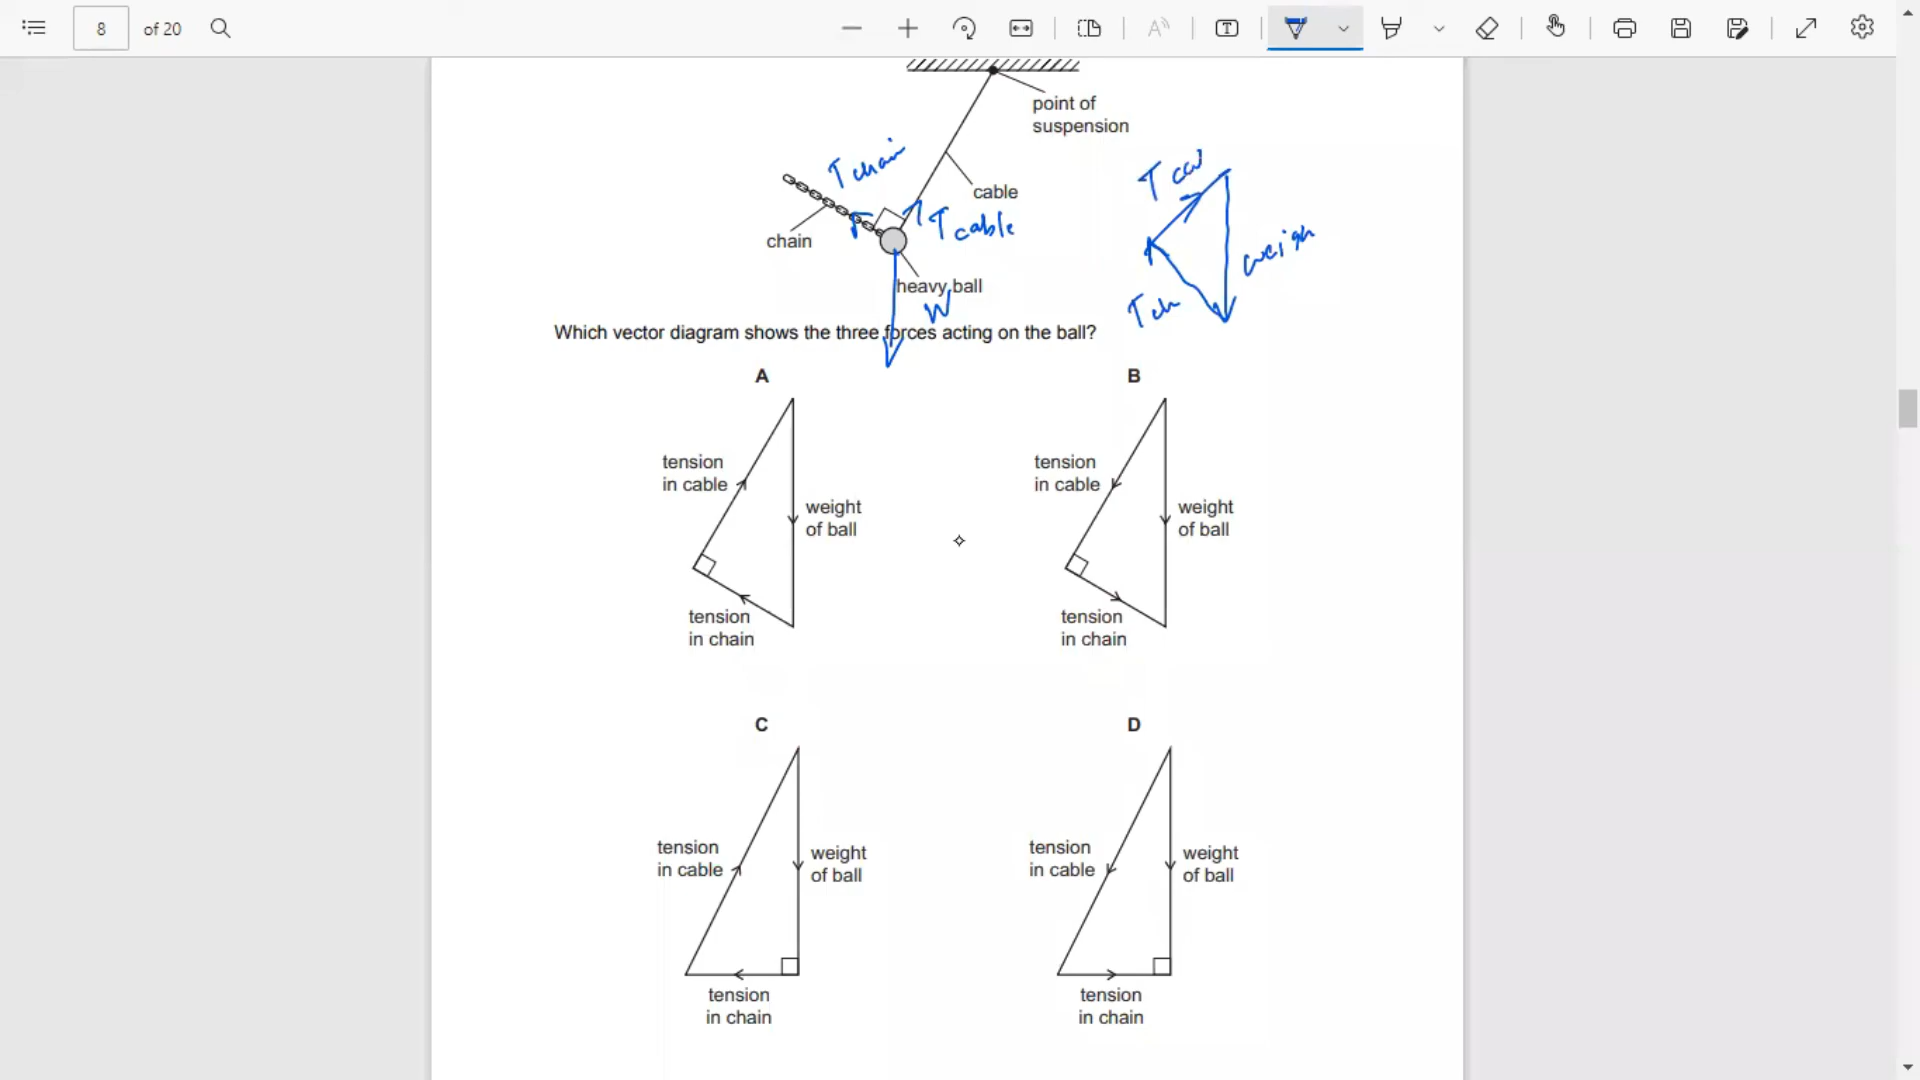 8 of 20
point of
suspension
T chain
cable
T cable
chain
heavy ball
W
weigh
Which vector diagram shows the three forces acting on the ball?
A
tension
in cable
weight
of ball
tension
in chain
B
tension
in cable
weight
of ball
tension
in chain
C
tension
in cable
weight
of ball
tension
in chain
D
tension
in cable
weight
of ball
tension
in chain